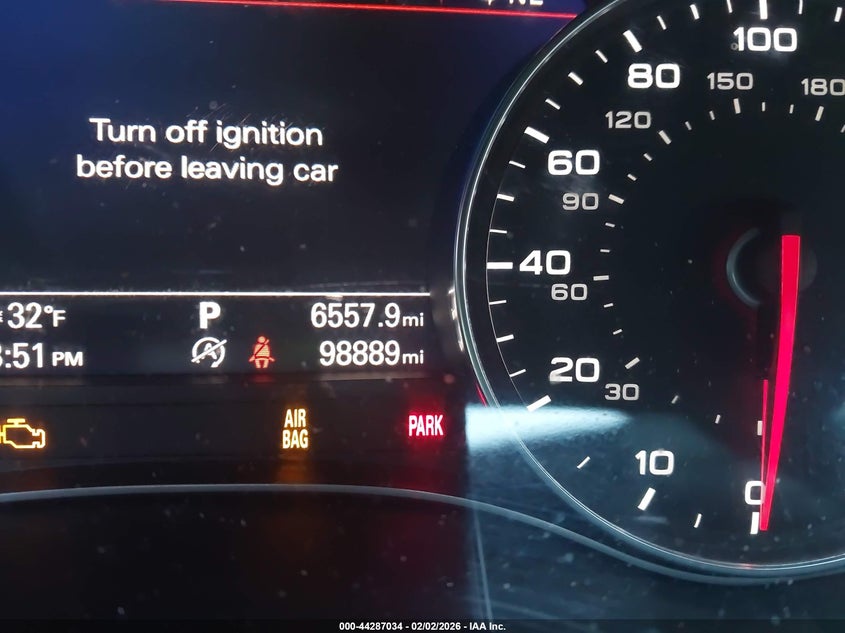 Turn off ignition
before leaving car
32°F
P
6557.9mi
:51 PM
98889mi
AIR
BAG
PARK
100
80
150
180
120
60
90
40
60
20
30
10
0
000-44287034 - 02/02/2026 - IAA Inc.